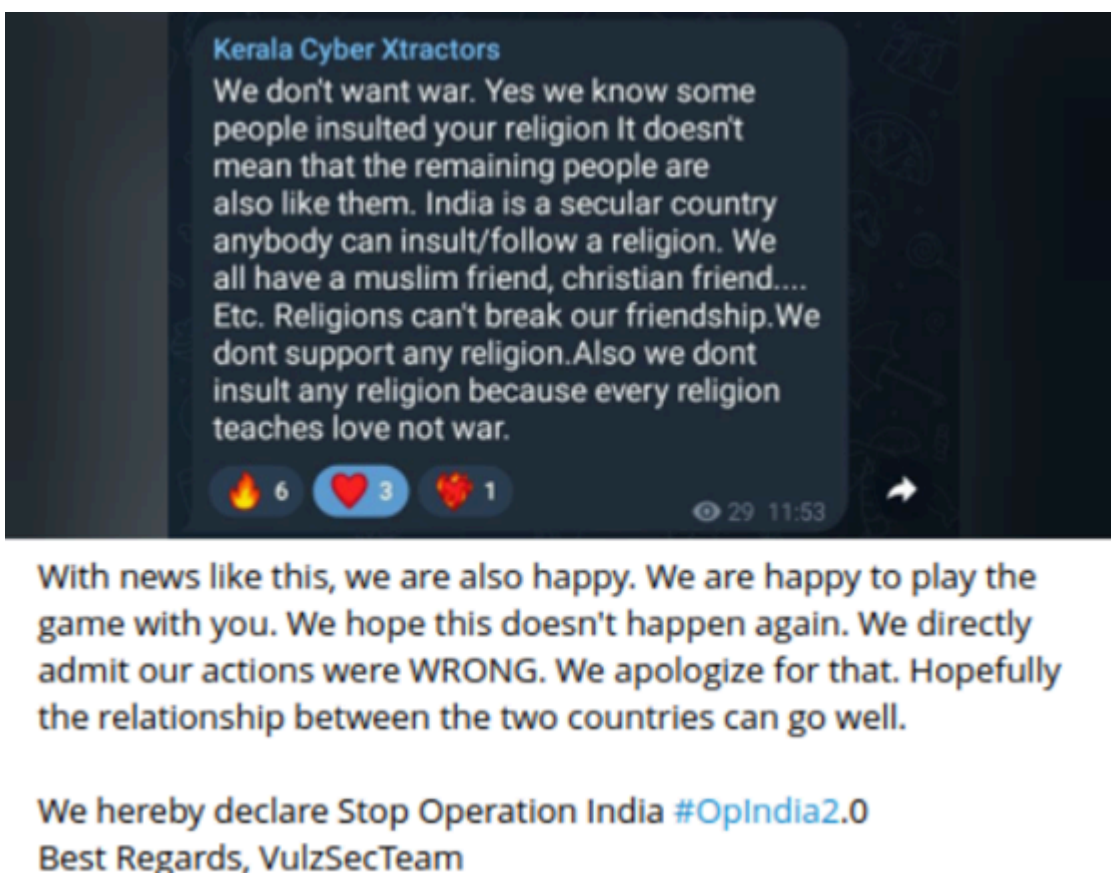 Kerala Cyber Xtractors
We don't want war. Yes we know some
people insulted your religion It doesn't
mean that the remaining people are
also like them. India is a secular country
anybody can insult/follow a religion. We
all have a muslim friend, christian friend....
Etc. Religions can't break our friendship.We
dont support any religion.Also we dont
insult any religion because every religion
teaches love not war.
6 3 1
29 11:53
With news like this, we are also happy. We are happy to play the
game with you. We hope this doesn't happen again. We directly
admit our actions were WRONG. We apologize for that. Hopefully
the relationship between the two countries can go well.
We hereby declare Stop Operation India #OpIndia2.0
Best Regards, VulzSecTeam